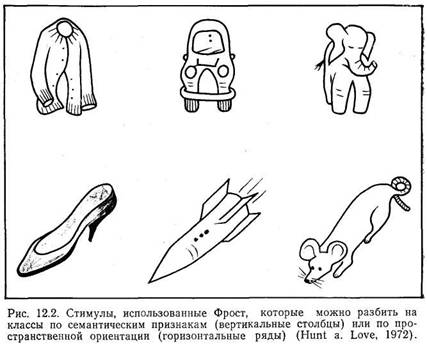 Рис. 12.2. Стимулы, использованные Фрост, которые можно разбить на
классы по семантическим признакам (вертикальные столбцы) или по про-
странственной ориентации (горизонтальные ряды) (Hunt a. Love, 1972).